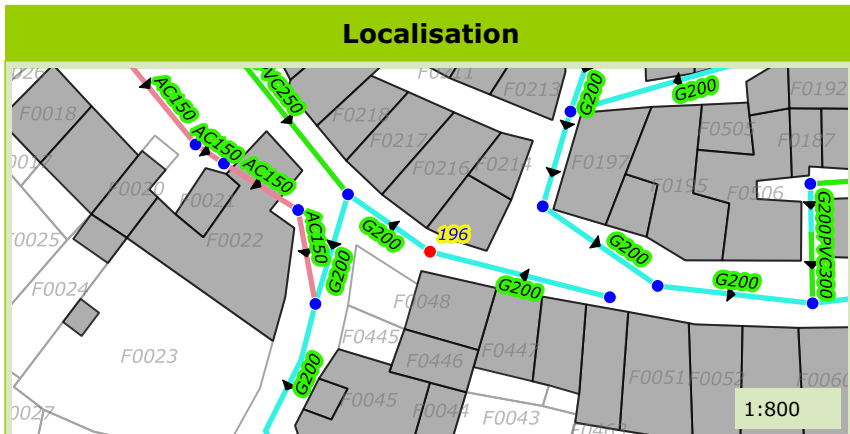 Localisation
F0211
F0213
G200
G200
F0192
F0018
AC150
VC250
F0218
F0505
F0187
AC150
F0217
AC150
F0216
F0214
F0197
F0020
F0021
F0195
F0506
AC150
G200
196
G200PVC300
F0025
F0022
G200
G200
F0024
G200
G200
F0048
F0445
F0023
F0446
F0447
G200
F0051
F0052
F0060
F0045
F0044
F0043
1:800